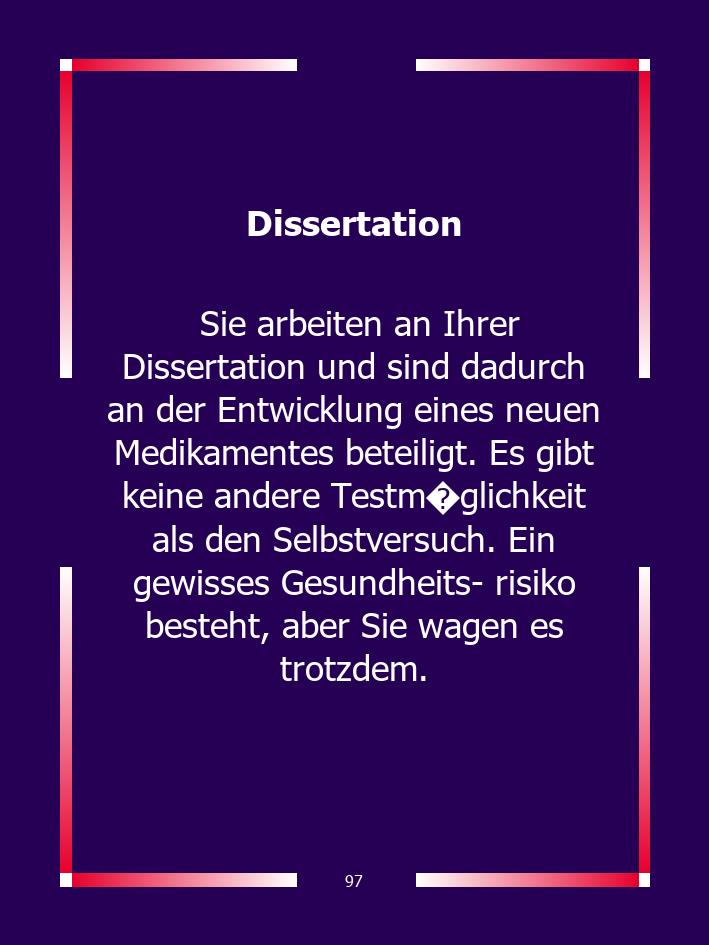 Dissertation
Sie arbeiten an Ihrer
Dissertation und sind dadurch
an der Entwicklung eines neuen
Medikamentes beteiligt. Es gibt
keine andere Testm�glichkeit
als den Selbstversuch. Ein
gewisses Gesundheits- risiko
besteht, aber Sie wagen es
trotzdem.
97